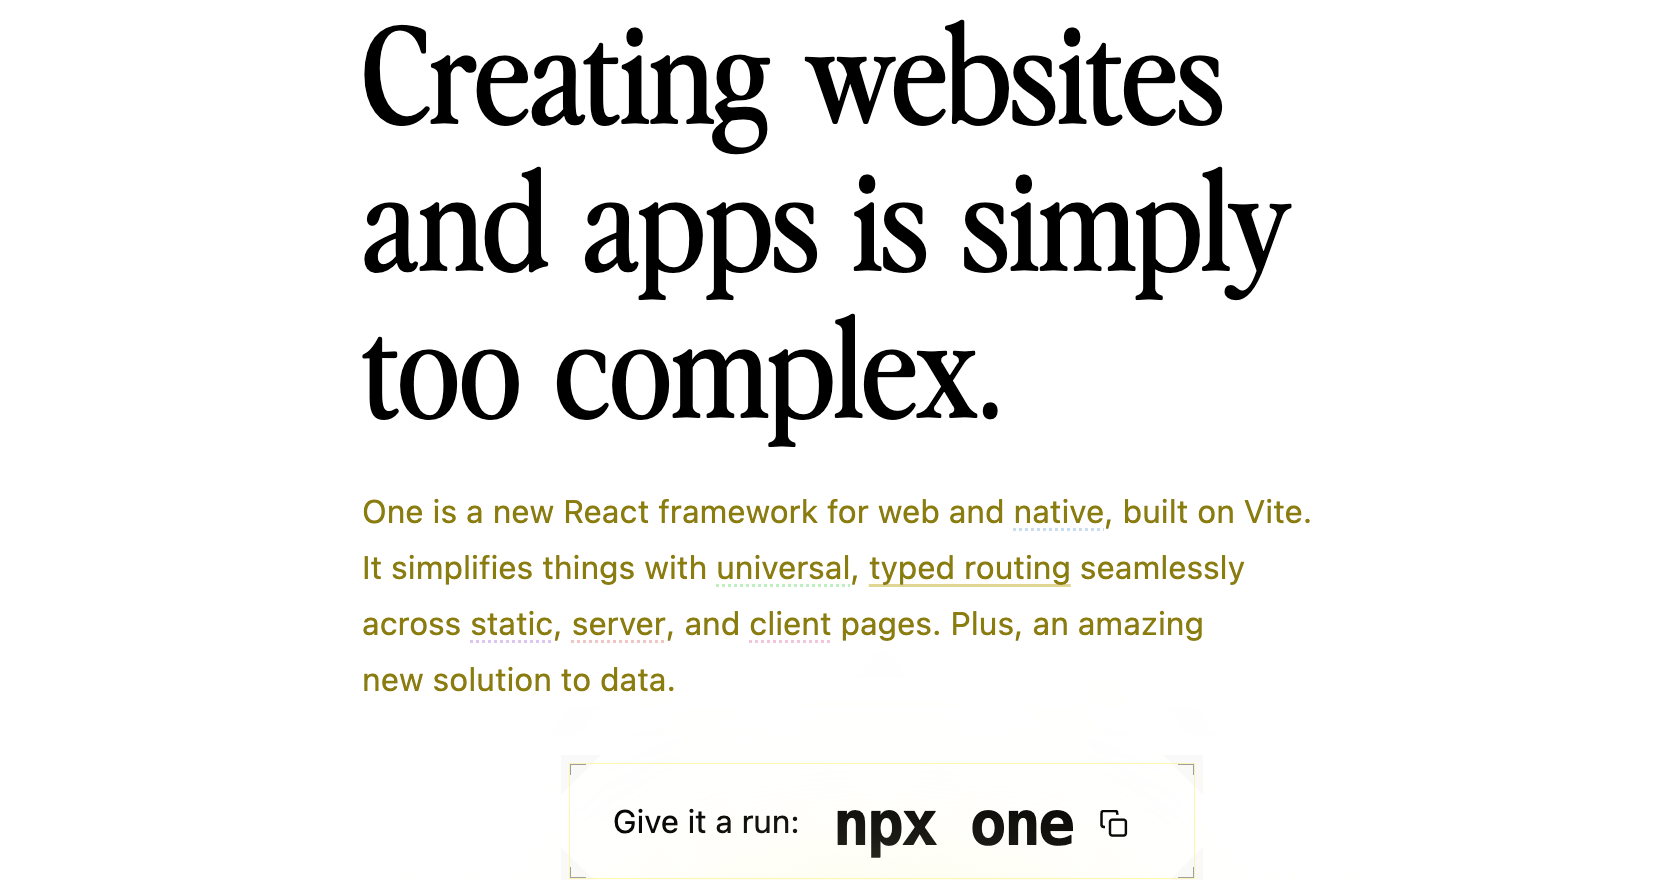 Creating websites
and apps is simply
too complex.
One is a new React framework for web and native, built on Vite.
It simplifies things with universal, typed routing seamlessly
across static, server, and client pages. Plus, an amazing
new solution to data.
Give it a run: npx one